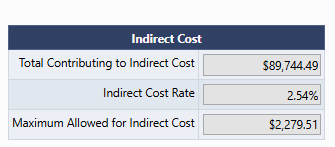 Indirect Cost
Total Contributing to Indirect Cost $89,744.49
Indirect Cost Rate 2.54%
Maximum Allowed for Indirect Cost $2,279.51